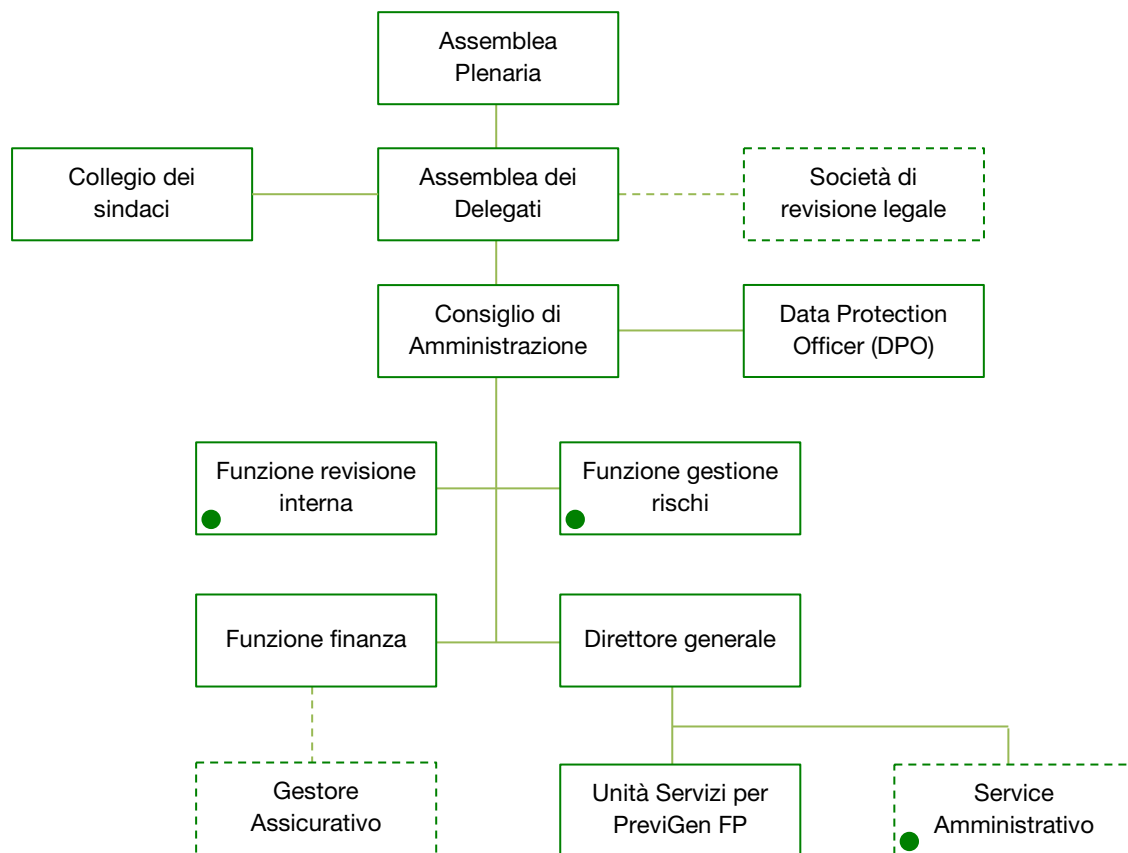 Assemblea
Plenaria
Collegio dei
sindaci
Assemblea dei
Delegati
Società di
revisione legale
Consiglio di
Amministrazione
Data Protection
Officer (DPO)
Funzione revisione
interna
Funzione gestione
rischi
Funzione finanza
Direttore generale
Gestore
Assicurativo
Unità Servizi per
PreviGen FP
Service
Amministrativo